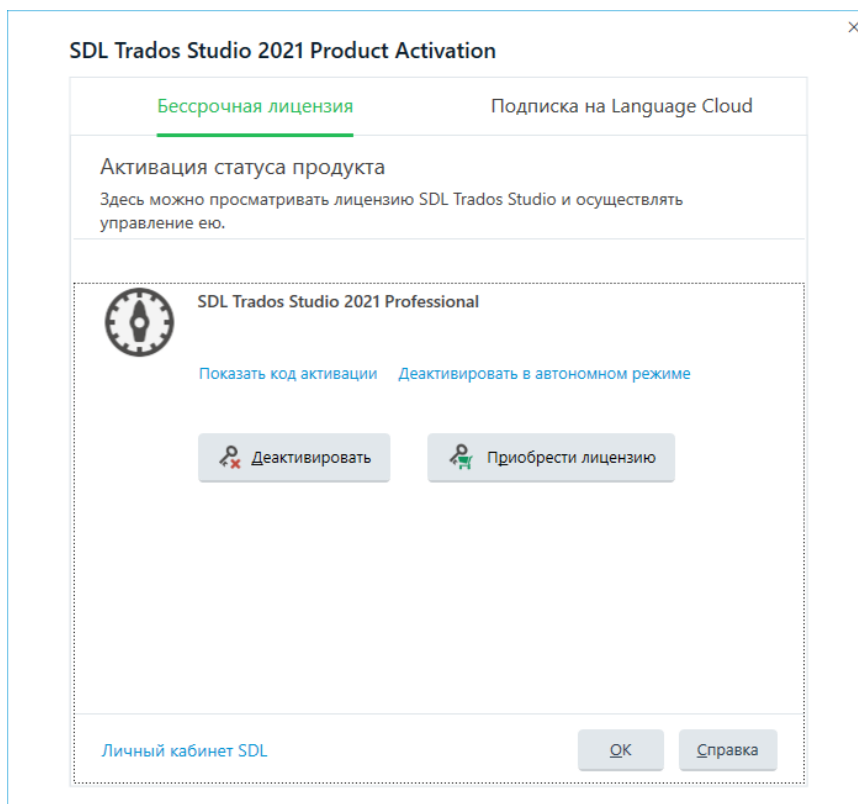 SDL Trados Studio 2021 Product Activation
Бессрочная лицензия
Подписка на Language Cloud
Активация статуса продукта
Здесь можно просматривать лицензию SDL Trados Studio и осуществлять
управление ею.
SDL Trados Studio 2021 Professional
Показать код активации
Деактивировать в автономном режиме
Деактивировать
Приобрести лицензию
Личный кабинет SDL
OK
Справка